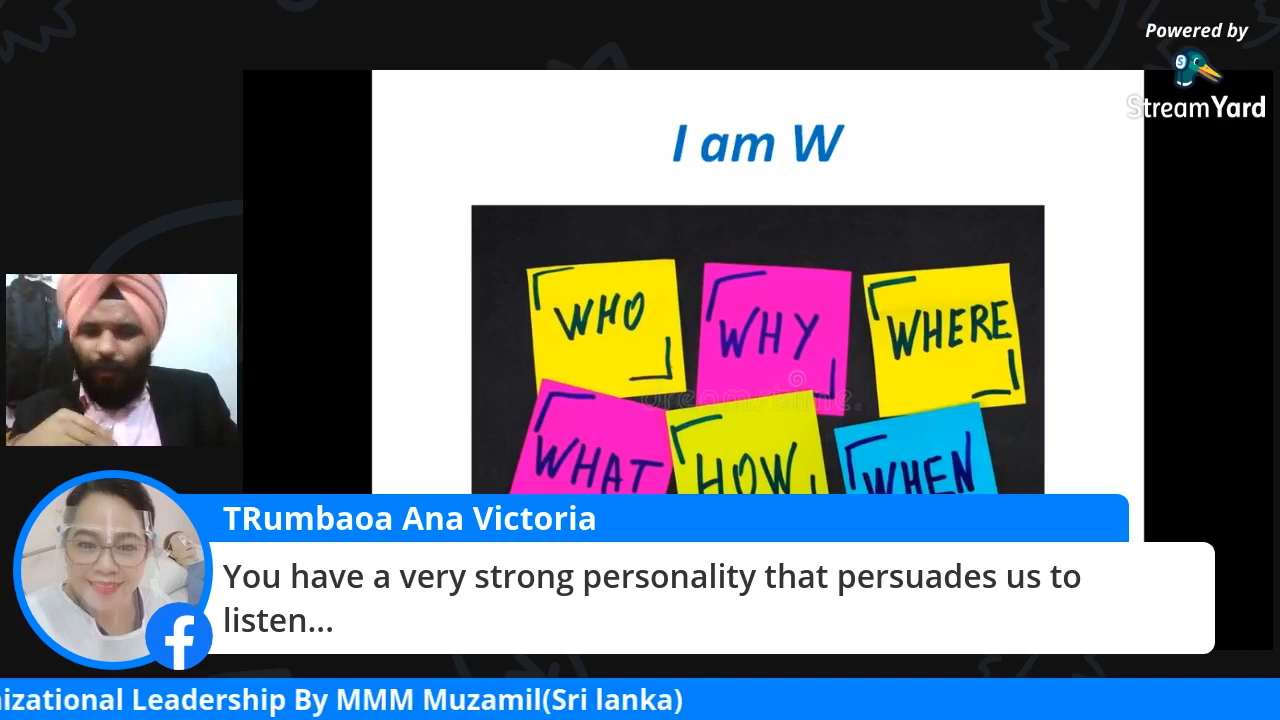 Powered by
StreamYard
I am W
WHO
WHY
WHERE
dreamstime.
WHAT
HOW
WHEN
TRumbaoa Ana Victoria
You have a very strong personality that persuades us to
listen...
nizational Leadership By MMM Muzamil(Sri lanka)